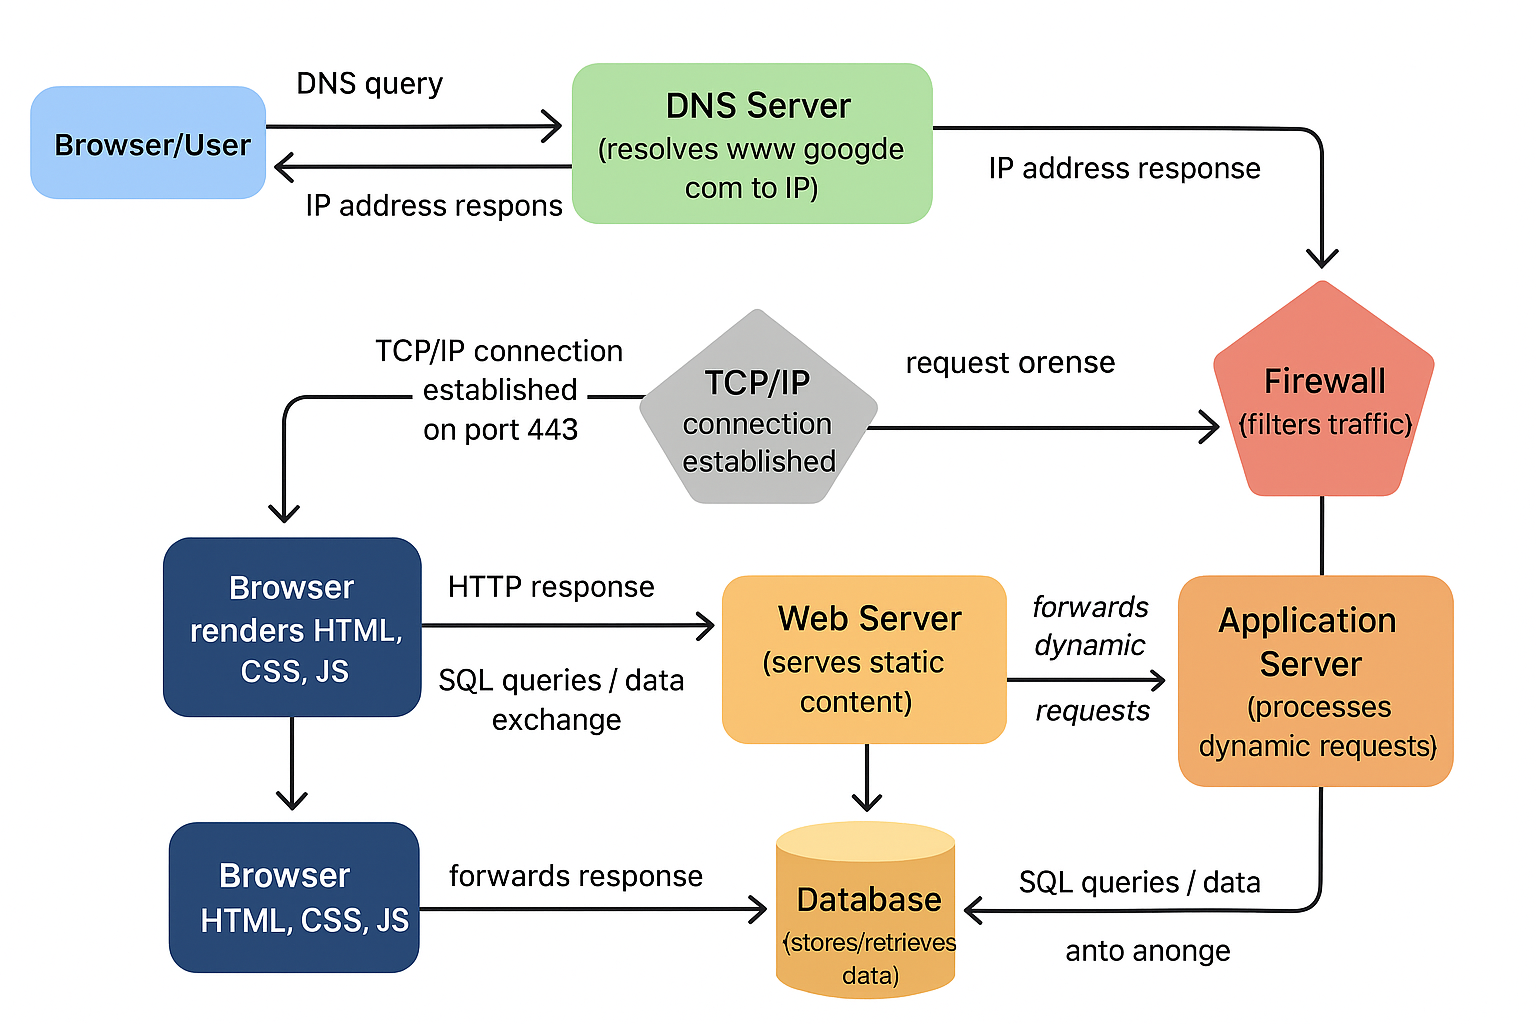 DNS query
Browser/User
IP address respons
DNS Server
(resolves www googde
com to IP)
IP address response
TCP/IP connection
established
on port 443
TCP/IP
connection
established
request orense
Firewall
(filters traffic)
Browser
renders HTML,
CSS, JS
HTTP response
SQL queries / data
exchange
Web Server
(serves static
content)
forwards
dynamic
requests
Application
Server
(processes
dynamic requests)
Browser
HTML, CSS, JS
forwards response
Database
(stores/retrieves
data)
SQL queries / data
anto anonge